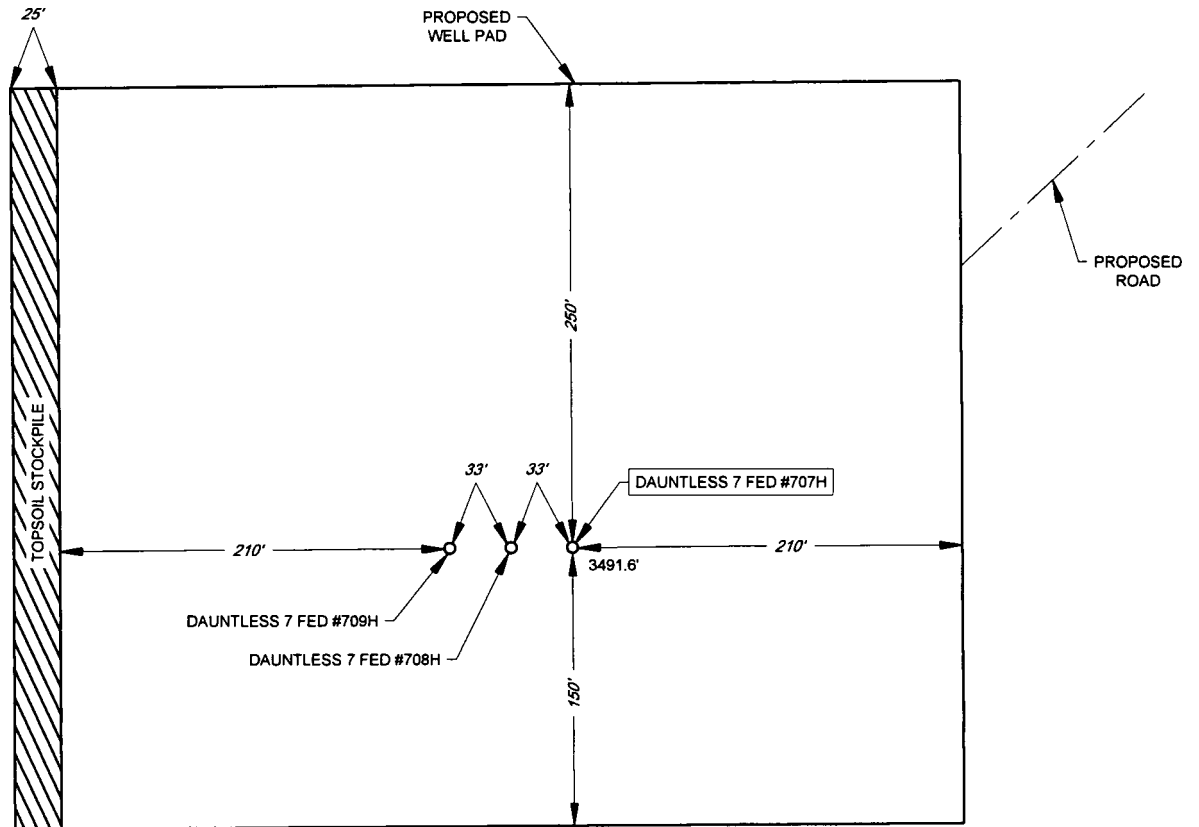 25'
PROPOSED
WELL PAD
PROPOSED
ROAD
250'
TOPSOIL STOCKPILE
33'
33'
DAUNTLESS 7 FED #707H
210'
210'
3491.6'
DAUNTLESS 7 FED #709H
DAUNTLESS 7 FED #708H
150'